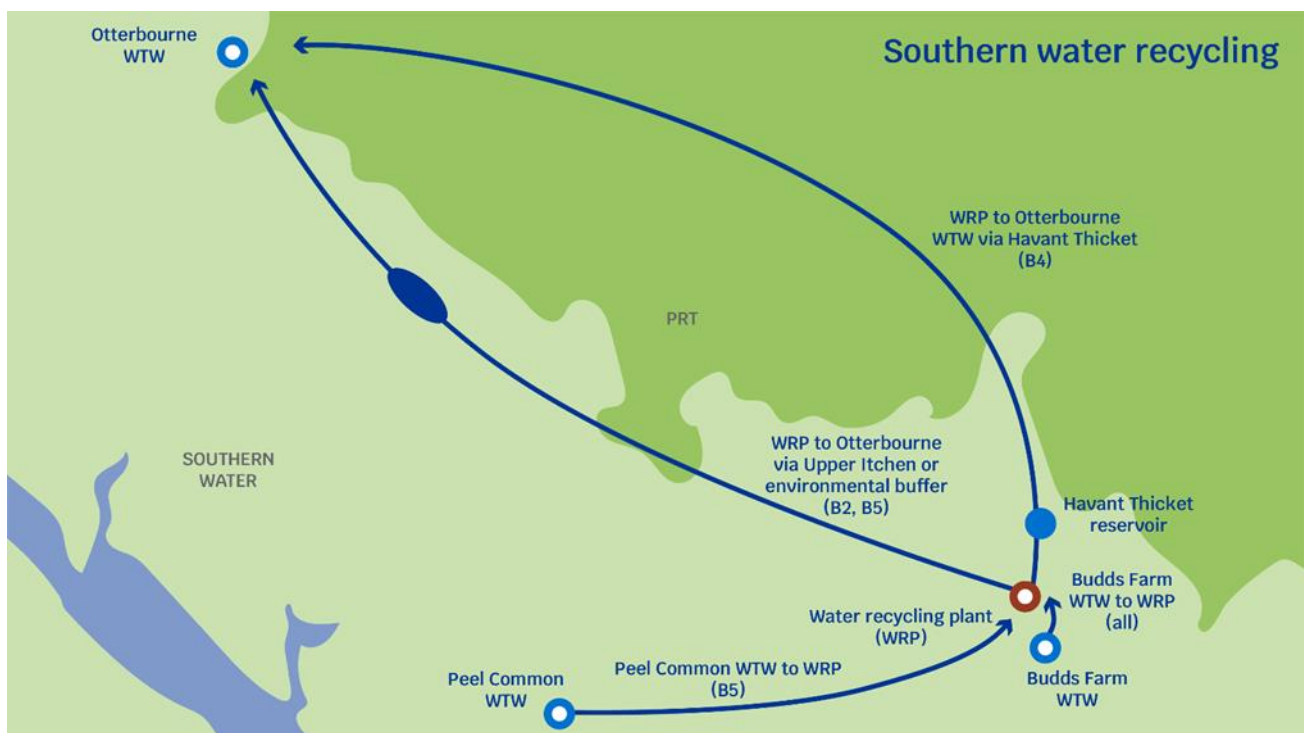 Otterbourne
WTW
Southern water recycling
WRP to Otterbourne
WTW via Havant Thicket
(B4)
PRT
SOUTHERN
WATER
WRP to Otterbourne
via Upper Itchen or
environmental buffer
(B2, B5)
Havant Thicket
reservoir
Budds Farm
WTW to WRP
(all)
Water recycling plant
(WRP)
Peel Common WTW to WRP
(B5)
Peel Common
WTW
Budds Farm
WTW